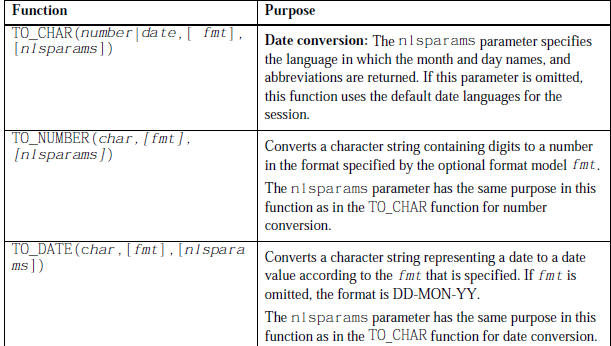 Function Purpose
TO_CHAR(number|date,[ fmt],
[nlsparams])
Date conversion: The nlsparams parameter specifies
the language in which the month and day names, and
abbreviations are returned. If this parameter is omitted,
this function uses the default date languages for the
session.
TO_NUMBER(char,[fmt],
[nlsparams])
Converts a character string containing digits to a number
in the format specified by the optional format model fmt.
The nlsparams parameter has the same purpose in this
function as in the TO_CHAR function for number
conversion.
TO_DATE(char,[fmt],[nlspara
ms])
Converts a character string representing a date to a date
value according to the fmt that is specified. If fmt is
omitted, the format is DD-MON-YY.
The nlsparams parameter has the same purpose in this
function as in the TO_CHAR function for date conversion.